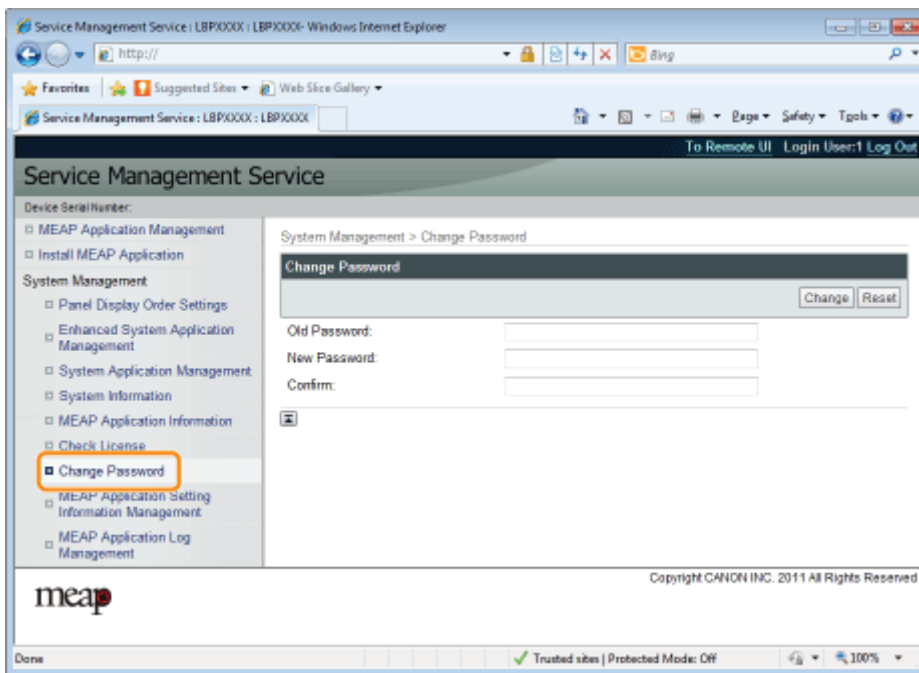 Service Management Service : LBPXXXX : LBPXXXX- Windows Internet Explorer
http://
Bing
Favorites
Suggested Sites
Web Slice Gallery
Service Management Service : LBPXXXX : LBPXXXX
Page
Safety
Tools
To Remote UI Login User:1 Log Out
Service Management Service
Device Serial Number:
MEAP Application Management
Install MEAP Application
System Management
Panel Display Order Settings
Enhanced System Application
Management
System Application Management
System Information
MEAP Application Information
Check License
Change Password
MEAP Application Setting
Information Management
MEAP Application Log
Management
System Management > Change Password
Change Password
Change
Reset
Old Password:
New Password:
Confirm:
Copyright CANON INC. 2011 All Rights Reserved
meap
Done
Trusted sites | Protected Mode: Off
100%